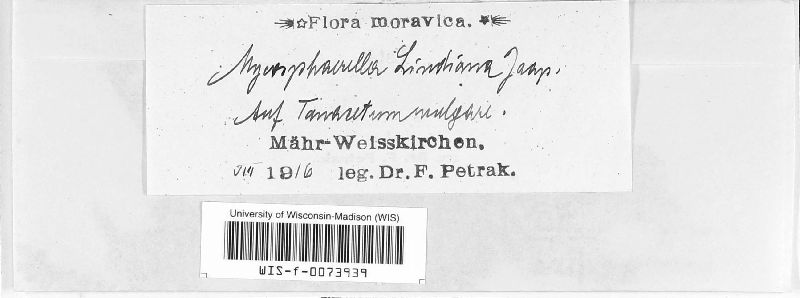 Flora moravica.
Mycosphaerella Lindiana Jaap.
Auf Tanacetum vulgare.
Mähr-Weisskirchen.
VIII 1916 leg. Dr. F. Petrak.
University of Wisconsin-Madison (WIS)
WIS-f-0073939